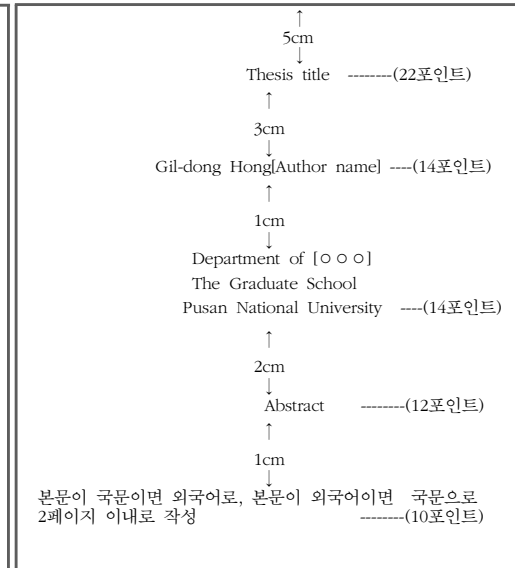 ↑
5cm
↓
Thesis title --------(22포인트)
↑
3cm
↓
Gil-dong Hong[Author name] ----(14포인트)
↑
1cm
↓
Department of [○○○]
The Graduate School
Pusan National University ----(14포인트)
↑
2cm
↓
Abstract --------(12포인트)
↑
1cm
↓
본문이 국문이면 외국어로, 본문이 외국어이면 국문으로
2페이지 이내로 작성 --------(10포인트)